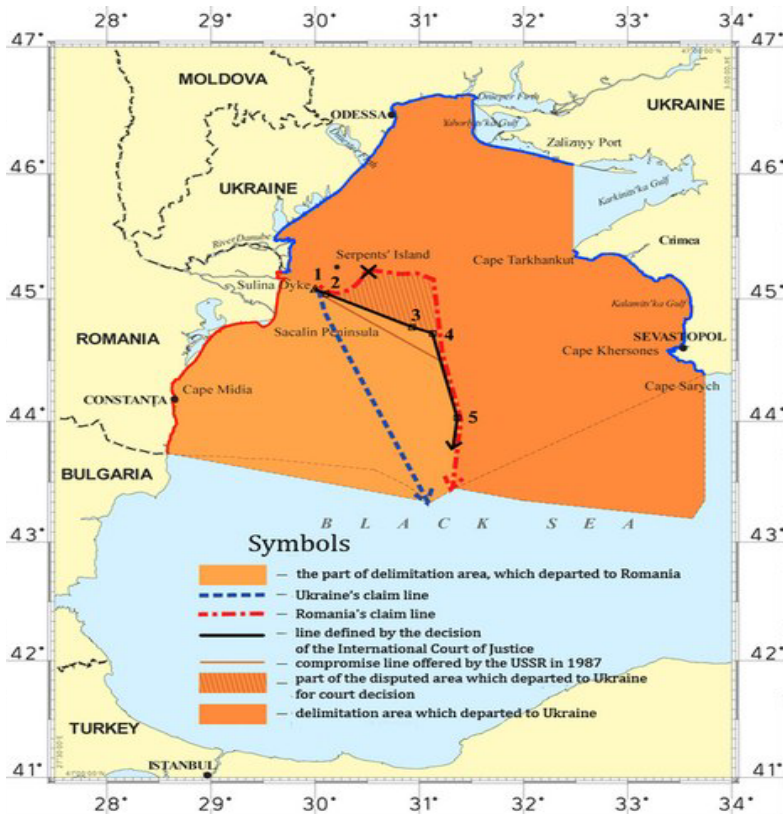 28° 29° 30° 31° 32° 33° 34°
47° 47°
MOLDOVA
ODESSA
Dnieper Firth
UKRAINE
Yahorlyts'ka Gulf
Zaliznyy Port
46° 46°
UKRAINE
Karkinits'ka Gulf
River Danube
Serpents' Island
Crimea
Cape Tarkhankut
1 2
Sulina Dyke
45° 45°
Kalamits'ka Gulf
3
4
Sacalin Peninsula
SEVASTOPOL
ROMANIA
Cape Khersones
Cape Midia
Cape Sarych
CONSTANȚA
44° 44°
5
BULGARIA
43° 43°
BLACK SEA
Symbols
— the part of delimitation area, which departed to Romania
— Ukraine's claim line
— Romania's claim line
— line defined by the decision
of the International Court of Justice
42° 42°
— compromise line offered by the USSR in 1987
— part of the disputed area which departed to Ukraine
for court decision
— delimitation area which departed to Ukraine
TURKEY
ISTANBUL
41° 41°
28° 29° 30° 31° 32° 33° 34°